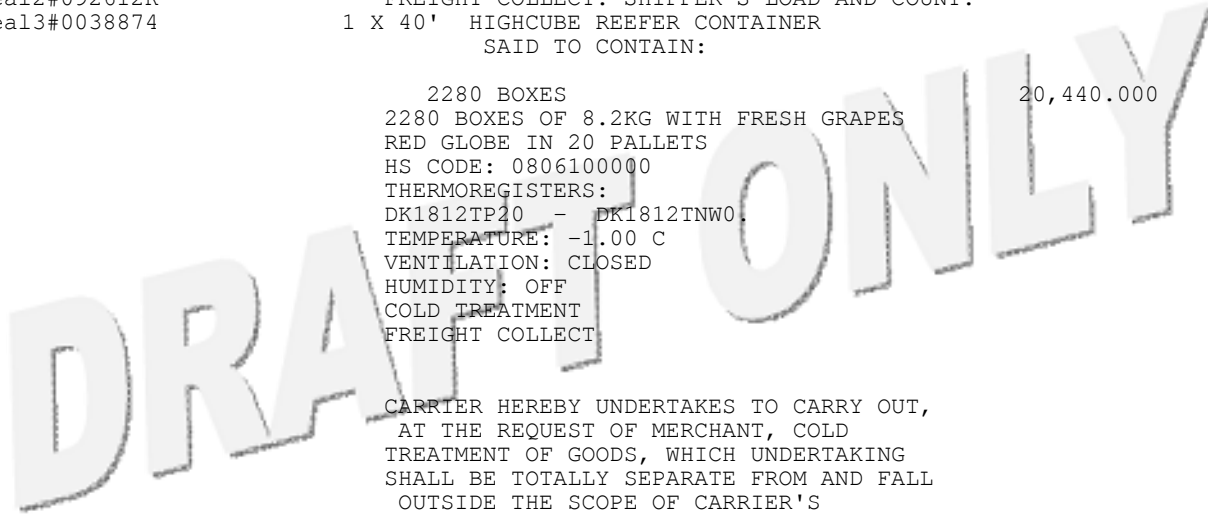 FREIGHT COLLECT. SHIPPER'S LOAD AND COUNT.
eal3#0038874 1 X 40' HIGHCUBE REEFER CONTAINER
SAID TO CONTAIN:
2280 BOXES 20,440.000
2280 BOXES OF 8.2KG WITH FRESH GRAPES
RED GLOBE IN 20 PALLETS
HS CODE: 0806100000
THERMOREGISTERS:
DK1812TP20 - DK1812TNW0.
TEMPERATURE: -1.00 C
VENTILATION: CLOSED
HUMIDITY: OFF
COLD TREATMENT
FREIGHT COLLECT
CARRIER HEREBY UNDERTAKES TO CARRY OUT,
AT THE REQUEST OF MERCHANT, COLD
TREATMENT OF GOODS, WHICH UNDERTAKING
SHALL BE TOTALLY SEPARATE FROM AND FALL
OUTSIDE THE SCOPE OF CARRIER'S
DRAFT ONLY